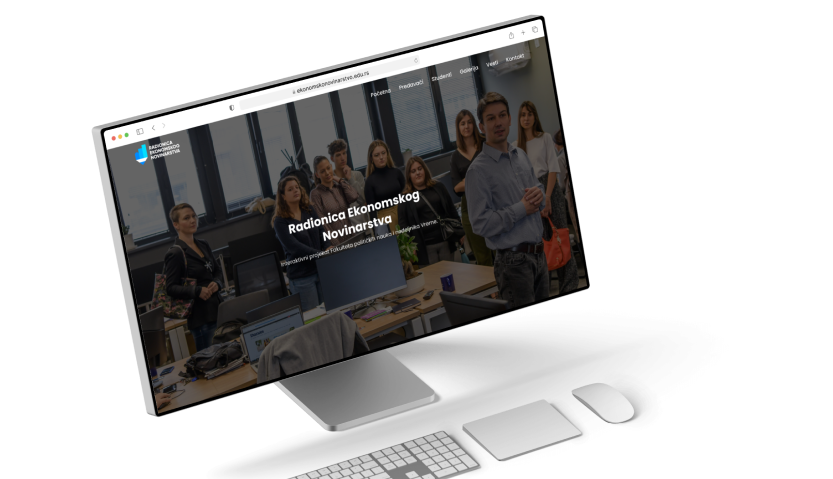 ekonomskonovinarstvo.edu.rs
Početna Predavači Studenti Galerija Vesti Kontakt
RADIONICA
EKONOMSKOG
NOVINARSTVA
Radionica Ekonomskog
Novinarstva
Interaktivni projekat Fakulteta političkih nauka i nedeljnika Vreme.